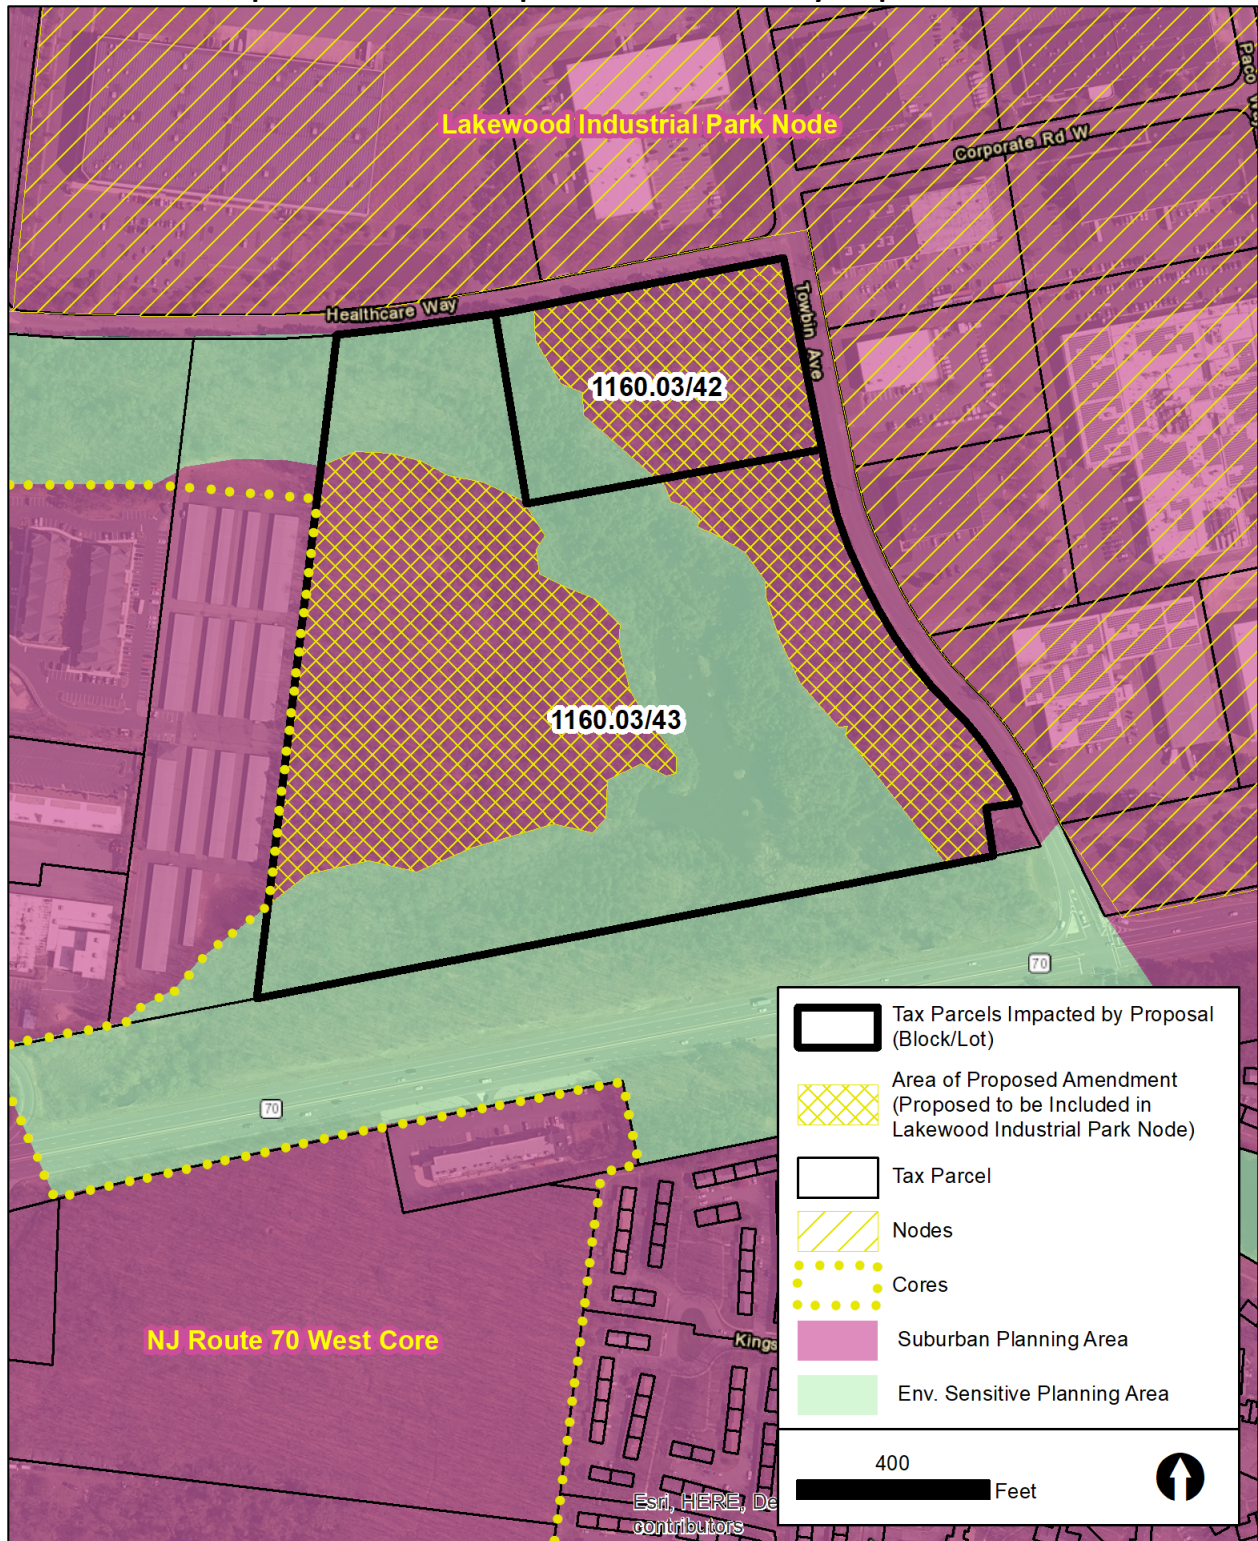 Lakewood Industrial Park Node
Paco Way
Corporate Rd W
Healthcare Way
Towbin Ave
1160.03/42
1160.03/43
70
70
NJ Route 70 West Core
Kings
Tax Parcels Impacted by Proposal
(Block/Lot)
Area of Proposed Amendment
(Proposed to be Included in
Lakewood Industrial Park Node)
Tax Parcel
Nodes
Cores
Suburban Planning Area
Env. Sensitive Planning Area
400
Feet
Esri, HERE, De
contributors